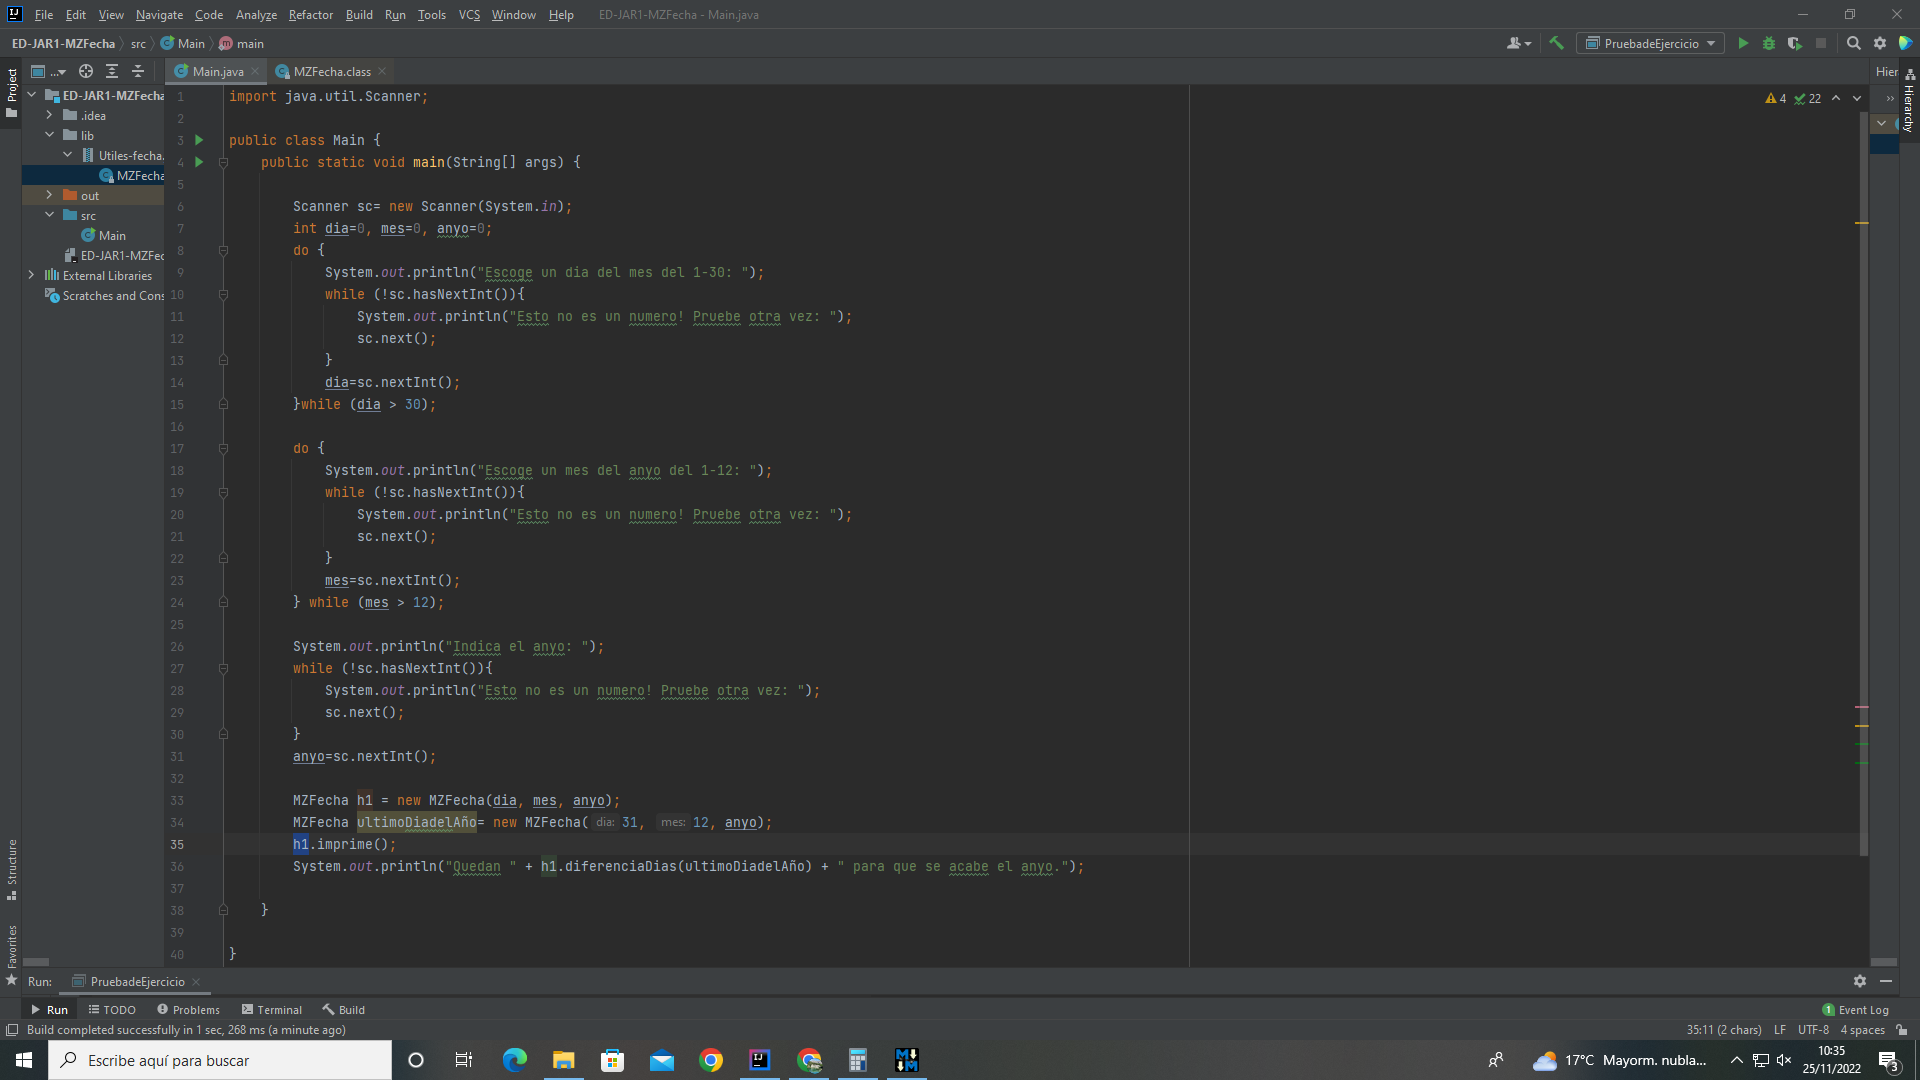 File Edit View Navigate Code Analyze Refactor Build Run Tools VCS Window Help ED-JAR1-MZFecha - Main.java
ED-JAR1-MZFecha src Main main PruebadeEjercicio
Project ... Main.java MZFecha.class Hier
ED-JAR1-MZFecha
.idea
lib
Utiles-fecha.
MZFecha
out
src
Main
ED-JAR1-MZFec
External Libraries
Scratches and Cons
4 22
Hierarchy
1 import java.util.Scanner;
2
3 public class Main {
4 public static void main(String[] args) {
5
6 Scanner sc= new Scanner(System.in);
7 int dia=0, mes=0, anyo=0;
8 do {
9 System.out.println("Escoge un dia del mes del 1-30: ");
10 while (!sc.hasNextInt()){
11 System.out.println("Esto no es un numero! Pruebe otra vez: ");
12 sc.next();
13 }
14 dia=sc.nextInt();
15 }while (dia > 30);
16
17 do {
18 System.out.println("Escoge un mes del anyo del 1-12: ");
19 while (!sc.hasNextInt()){
20 System.out.println("Esto no es un numero! Pruebe otra vez: ");
21 sc.next();
22 }
23 mes=sc.nextInt();
24 } while (mes > 12);
25
26 System.out.println("Indica el anyo: ");
27 while (!sc.hasNextInt()){
28 System.out.println("Esto no es un numero! Pruebe otra vez: ");
29 sc.next();
30 }
31 anyo=sc.nextInt();
32
33 MZFecha h1 = new MZFecha(dia, mes, anyo);
34 MZFecha ultimoDiadelAño= new MZFecha( dia: 31, mes: 12, anyo);
35 h1.imprime();
36 System.out.println("Quedan " + h1.diferenciaDias(ultimoDiadelAño) + " para que se acabe el anyo.");
37
38 }
39
40 }
Structure
Favorites
Run: PruebadeEjercicio
Run TODO Problems Terminal Build 1 Event Log
Build completed successfully in 1 sec, 268 ms (a minute ago) 35:11 (2 chars) LF UTF-8 4 spaces
Escribe aquí para buscar 17°C Mayorm. nubla... 10:35
25/11/2022 3